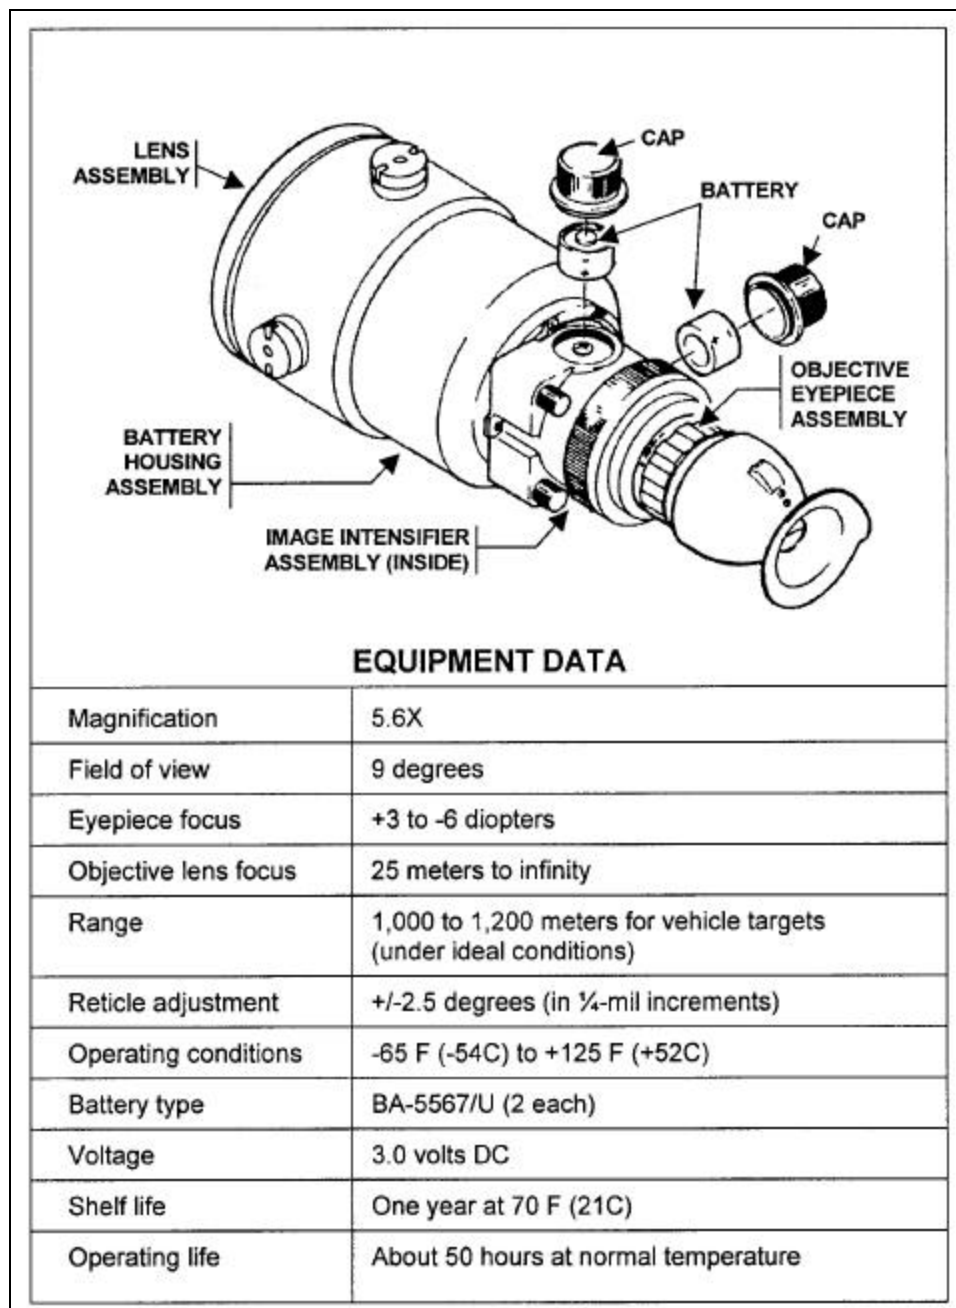 LENS
ASSEMBLY
CAP
BATTERY
CAP
OBJECTIVE
EYEPIECE
ASSEMBLY
BATTERY
HOUSING
ASSEMBLY
IMAGE INTENSIFIER
ASSEMBLY (INSIDE)
EQUIPMENT DATA
Magnification 5.6X
Field of view 9 degrees
Eyepiece focus +3 to -6 diopters
Objective lens focus 25 meters to infinity
Range 1,000 to 1,200 meters for vehicle targets
(under ideal conditions)
Reticle adjustment +/-2.5 degrees (in ¼-mil increments)
Operating conditions -65 F (-54C) to +125 F (+52C)
Battery type BA-5567/U (2 each)
Voltage 3.0 volts DC
Shelf life One year at 70 F (21C)
Operating life About 50 hours at normal temperature